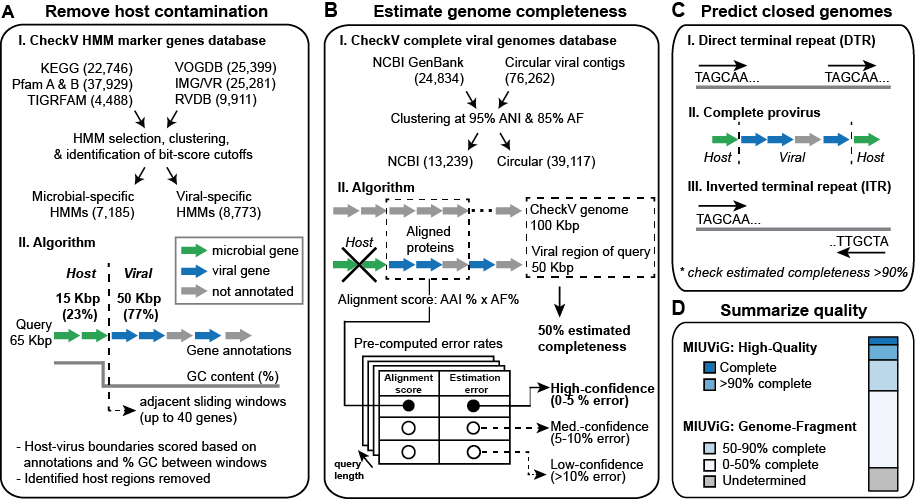 A Remove host contamination
I. CheckV HMM marker genes database
KEGG (22,746)
Pfam A & B (37,929)
TIGRFAM (4,488)
VOGDB (25,399)
IMG/VR (25,281)
RVDB (9,911)
HMM selection, clustering,
& identification of bit-score cutoffs
Microbial-specific
HMMs (7,185)
Viral-specific
HMMs (8,773)
II. Algorithm
microbial gene
viral gene
not annotated
Host
Viral
15 Kbp
(23%)
50 Kbp
(77%)
Query
65 Kbp
Gene annotations
GC content (%)
adjacent sliding windows
(up to 40 genes)
- Host-virus boundaries scored based on
annotations and % GC between windows
- Identified host regions removed
B Estimate genome completeness
I. CheckV complete viral genomes database
NCBI GenBank
(24,834)
Circular viral contigs
(76,262)
Clustering at 95% ANI & 85% AF
NCBI (13,239)
Circular (39,117)
II. Algorithm
CheckV genome
100 Kbp
Aligned
proteins
Host
Viral region of query
50 Kbp
Alignment score: AAI % x AF%
50% estimated
completeness
Pre-computed error rates
Alignment
score
Estimation
error
High-confidence
(0-5 % error)
Med.-confidence
(5-10% error)
Low-confidence
(>10% error)
query
length
C Predict closed genomes
I. Direct terminal repeat (DTR)
TAGCAA... TAGCAA...
II. Complete provirus
Host Viral Host
III. Inverted terminal repeat (ITR)
TAGCAA...
..TTGCTA
* check estimated completeness >90%
D Summarize quality
MIUViG: High-Quality
Complete
>90% complete
MIUViG: Genome-Fragment
50-90% complete
0-50% complete
Undetermined